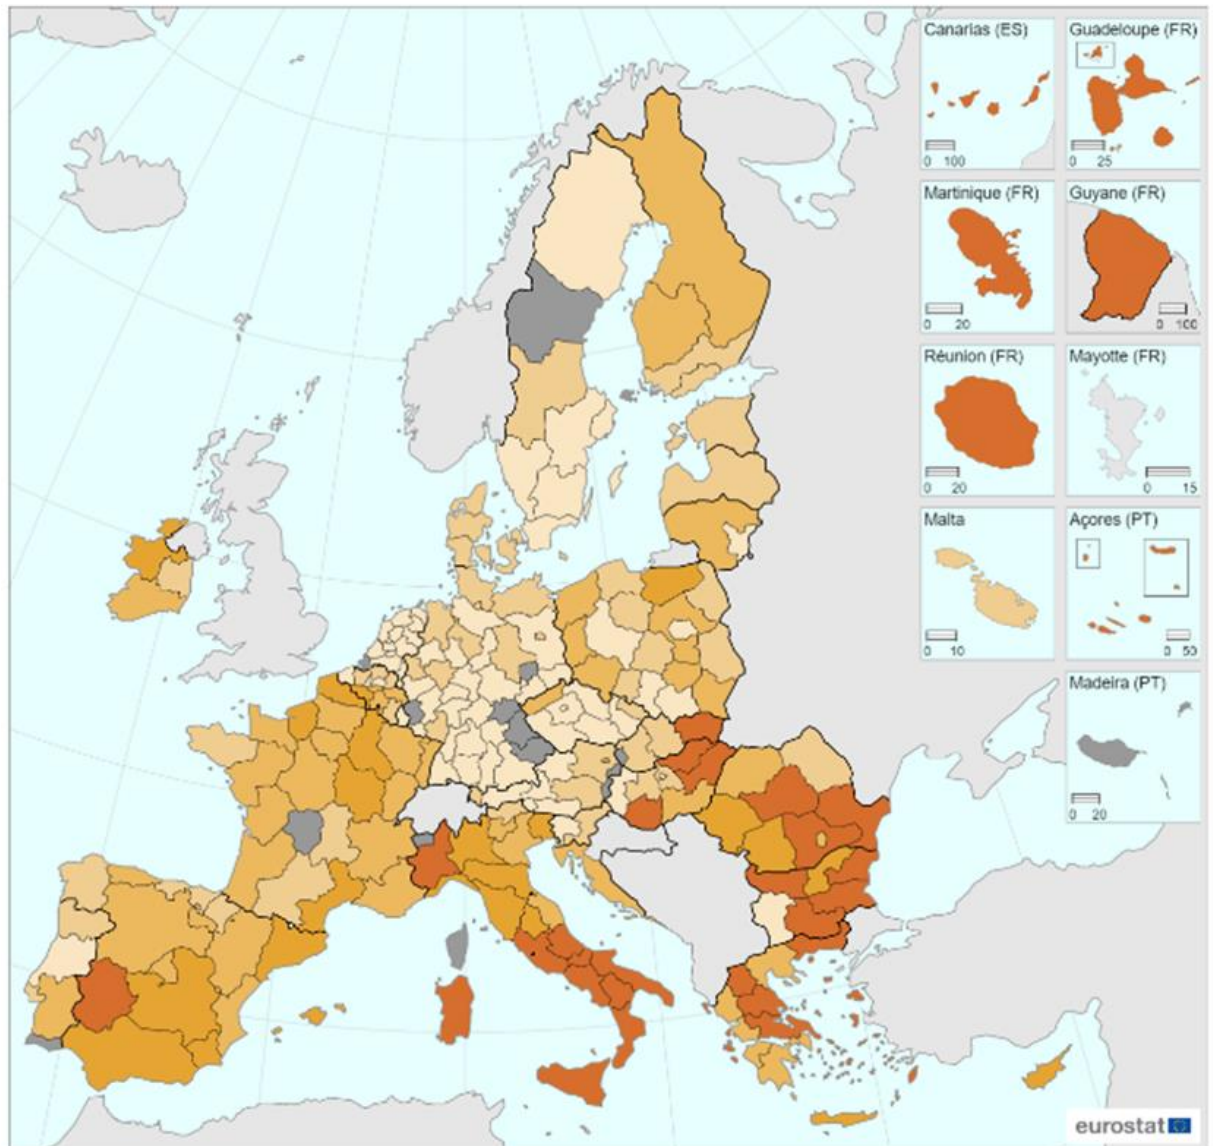 Canarias (ES)
0 100
Guadeloupe (FR)
0 25
Martinique (FR)
0 20
Guyane (FR)
0 100
Réunion (FR)
0 20
Mayotte (FR)
0 15
Malta
0 10
Açores (PT)
0 50
Madeira (PT)
0 20
eurostat